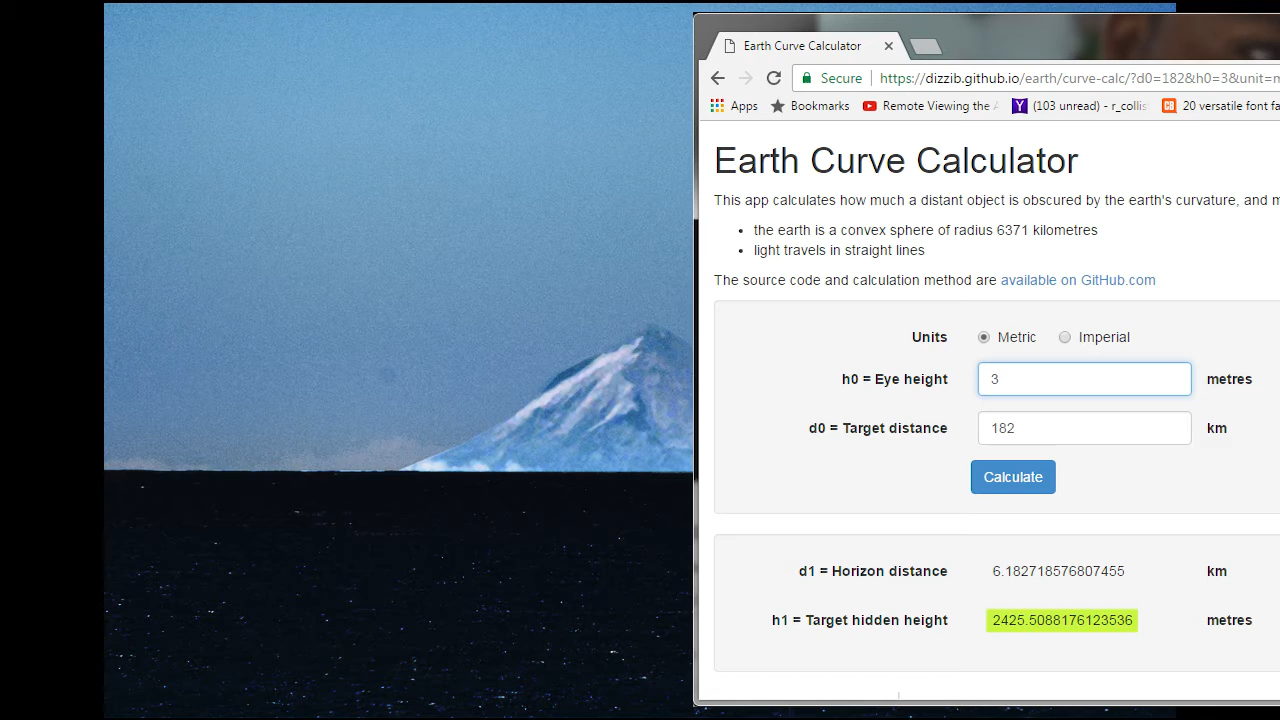 Earth Curve Calculator
Secure https://dizzib.github.io/earth/curve-calc/?d0=182&h0=3&unit=
Apps Bookmarks Remote Viewing the (103 unread) - r_collis 20 versatile font fa
Earth Curve Calculator
This app calculates how much a distant object is obscured by the earth's curvature, and
the earth is a convex sphere of radius 6371 kilometres
light travels in straight lines
The source code and calculation method are available on GitHub.com
Units Metric Imperial
h0 = Eye height 3 metres
d0 = Target distance 182 km
Calculate
d1 = Horizon distance 6.182718576807455 km
h1 = Target hidden height 2425.5088176123536 metres